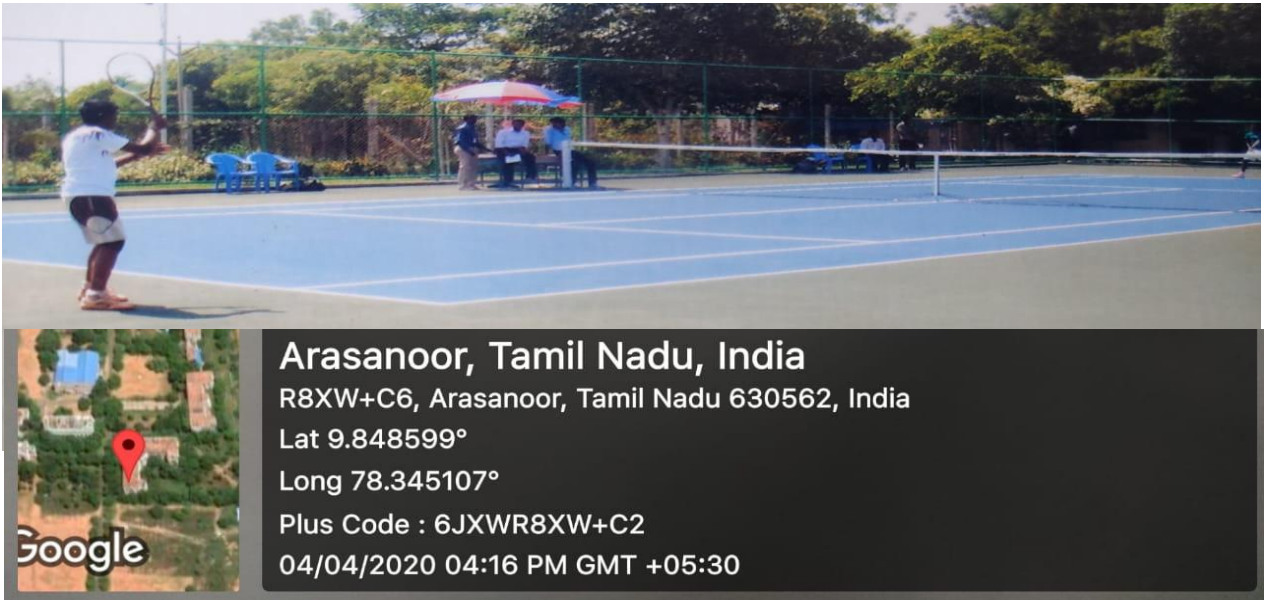 Arasanoor, Tamil Nadu, India
R8XW+C6, Arasanoor, Tamil Nadu 630562, India
Lat 9.848599°
Long 78.345107°
Plus Code : 6JXWR8XW+C2
04/04/2020 04:16 PM GMT +05:30
Google